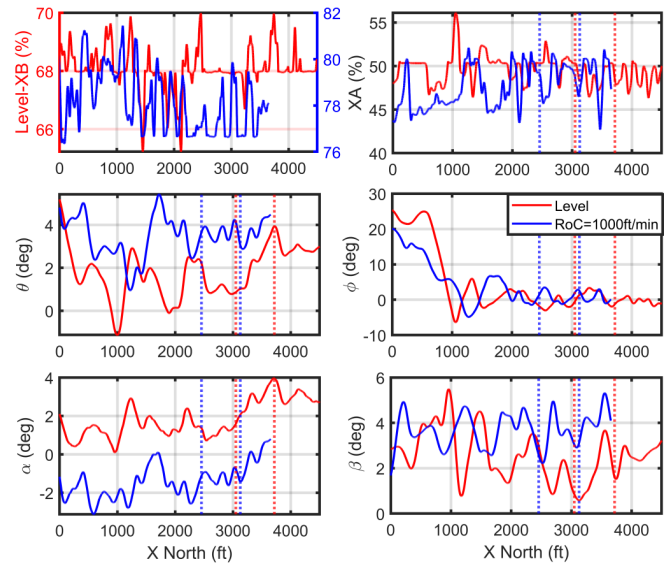 70
68
66
Level-XB (%)
82
80
78
76
0 1000 2000 3000 4000
55
50
45
40
XA (%)
0 1000 2000 3000 4000
4
2
0
θ (deg)
0 1000 2000 3000 4000
30
20
10
0
-10
ϕ (deg)
Level
RoC=1000ft/min
0 1000 2000 3000 4000
4
2
0
-2
α (deg)
0 1000 2000 3000 4000
X North (ft)
6
4
2
0
β (deg)
0 1000 2000 3000 4000
X North (ft)